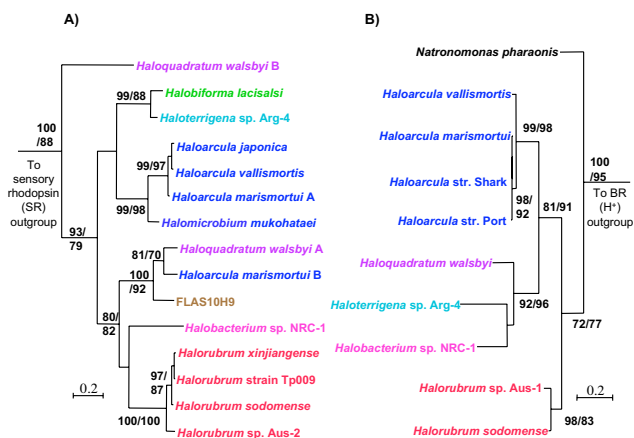 A)
Haloquadratum walsbyi B
99/88
Halobiforma lacisalsi
Haloterrigena sp. Arg-4
100
/88
To
sensory
rhodopsin
(SR)
outgroup
99/97
Haloarcula japonica
Haloarcula vallismortis
Haloarcula marismortui A
99/98
Halomicrobium mukohataei
93/
79
81/70
Haloquadratum walsbyi A
100
/92
Haloarcula marismortui B
FLAS10H9
80/
82
Halobacterium sp. NRC-1
Halorubrum xinjiangense
97/
87
Halorubrum strain Tp009
Halorubrum sodomense
100/100
Halorubrum sp. Aus-2
0.2
B)
Natronomonas pharaonis
Haloarcula vallismortis
99/98
Haloarcula marismortui
Haloarcula str. Shark
98/
92
Haloarcula str. Port
100
/95
To BR
(H⁺)
outgroup
81/91
Haloquadratum walsbyi
92/96
Haloterrigena sp. Arg-4
Halobacterium sp. NRC-1
72/77
Halorubrum sp. Aus-1
98/83
Halorubrum sodomense
0.2